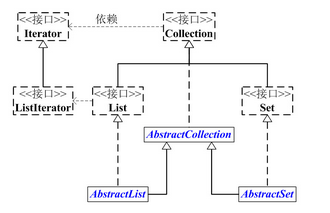 <<接口>>
Iterator
依赖
<<接口>>
Collection
<<接口>>
ListIterator
<<接口>>
List
<<接口>>
Set
AbstractCollection
AbstractList
AbstractSet